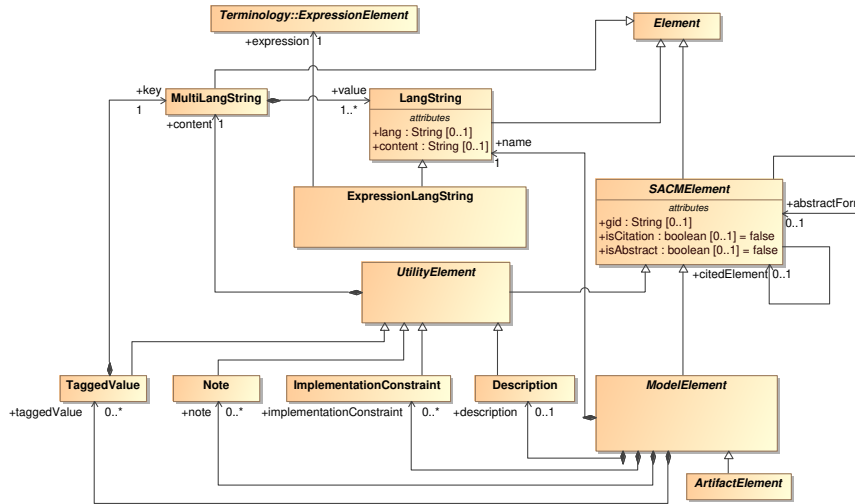 Terminology::ExpressionElement
Element
+expression 1
+key
1
MultiLangString
+content 1
+value
1..*
LangString
attributes
+lang : String [0..1]
+content : String [0..1]
+name
1
ExpressionLangString
SACMElement
attributes
+gid : String [0..1]
+isCitation : boolean [0..1] = false
+isAbstract : boolean [0..1] = false
+abstractForm
0..1
+citedElement 0..1
UtilityElement
TaggedValue
+taggedValue 0..*
Note
+note 0..*
ImplementationConstraint
+implementationConstraint 0..*
Description
+description 0..1
ModelElement
ArtifactElement